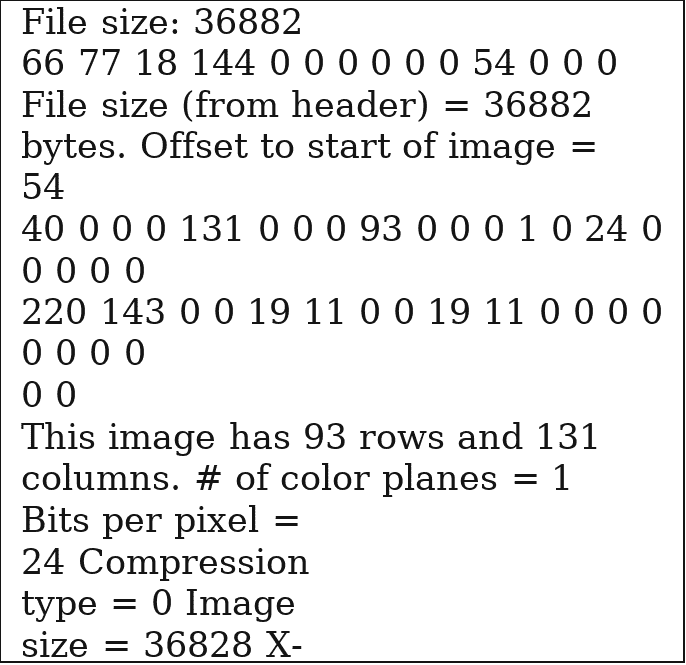 File size: 36882
66 77 18 144 0 0 0 0 0 0 54 0 0 0
File size (from header) = 36882
bytes. Offset to start of image =
54
40 0 0 0 131 0 0 0 93 0 0 0 1 0 24 0
0 0 0 0
220 143 0 0 19 11 0 0 19 11 0 0 0 0
0 0 0 0
0 0
This image has 93 rows and 131
columns. # of color planes = 1
Bits per pixel =
24 Compression
type = 0 Image
size = 36828 X-